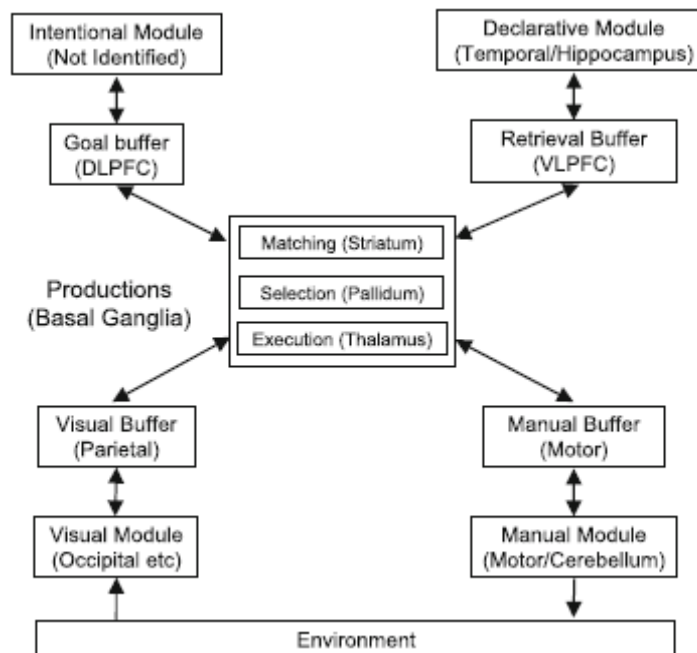 Intentional Module
(Not Identified)
Declarative Module
(Temporal/Hippocampus)
Goal buffer
(DLPFC)
Retrieval Buffer
(VLPFC)
Matching (Striatum)
Productions
(Basal Ganglia)
Selection (Pallidum)
Execution (Thalamus)
Visual Buffer
(Parietal)
Manual Buffer
(Motor)
Visual Module
(Occipital etc)
Manual Module
(Motor/Cerebellum)
Environment